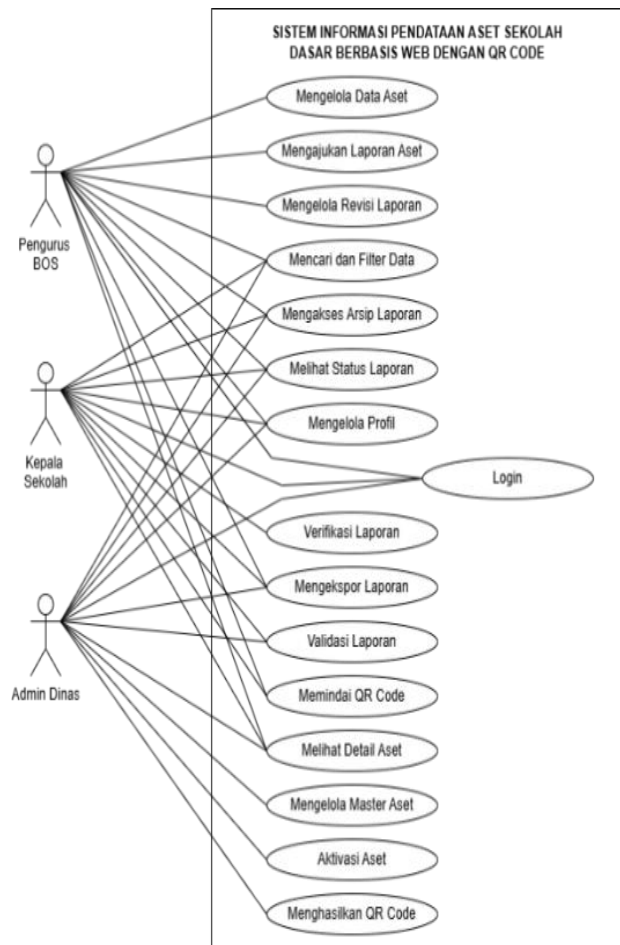 SISTEM INFORMASI PENDATAAN ASET SEKOLAH
DASAR BERBASIS WEB DENGAN QR CODE
Mengelola Data Aset
Mengajukan Laporan Aset
Mengelola Revisi Laporan
Mencari dan Filter Data
Mengakses Arsip Laporan
Melihat Status Laporan
Mengelola Profil
Login
Verifikasi Laporan
Mengekspor Laporan
Validasi Laporan
Memindai QR Code
Melihat Detail Aset
Mengelola Master Aset
Aktivasi Aset
Menghasilkan QR Code
Pengurus
BOS
Kepala
Sekolah
Admin Dinas